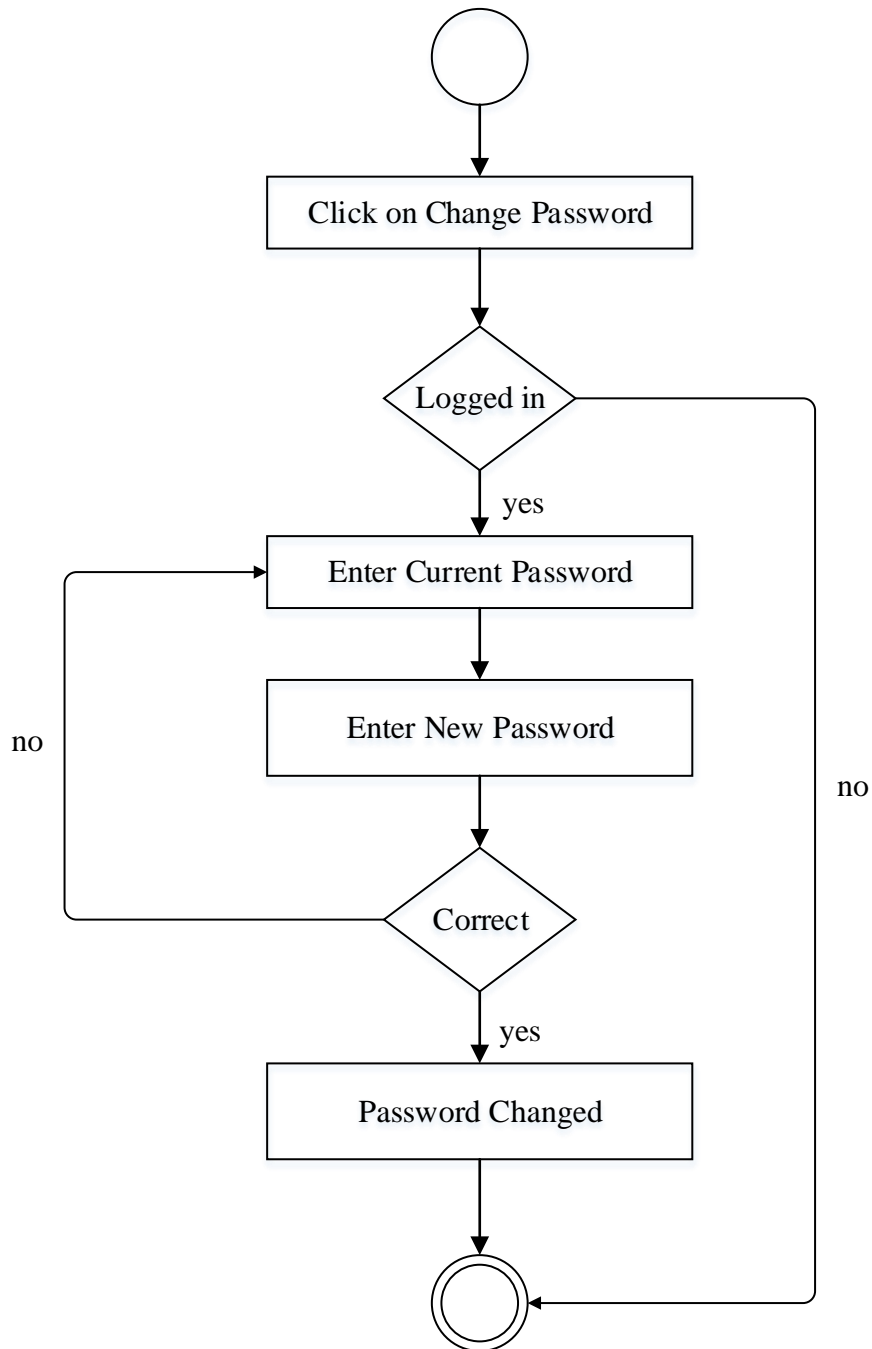 Click on Change Password
Logged in
yes
Enter Current Password
Enter New Password
no
no
Correct
yes
Password Changed